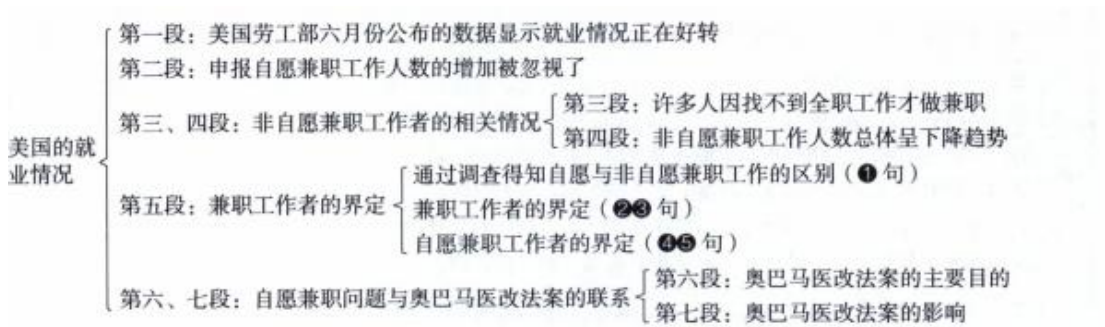 美国的就
业情况
第一段：美国劳工部六月份公布的数据显示就业情况正在好转
第二段：申报自愿兼职工作人数的增加被忽视了
第三、四段：非自愿兼职工作者的相关情况
第三段：许多人因找不到全职工作才做兼职
第四段：非自愿兼职工作人数总体呈下降趋势
第五段：兼职工作者的界定
通过调查得知自愿与非自愿兼职工作的区别（❶句）
兼职工作者的界定（❷❸句）
自愿兼职工作者的界定（❹❺句）
第六、七段：自愿兼职问题与奥巴马医改法案的联系
第六段：奥巴马医改法案的主要目的
第七段：奥巴马医改法案的影响